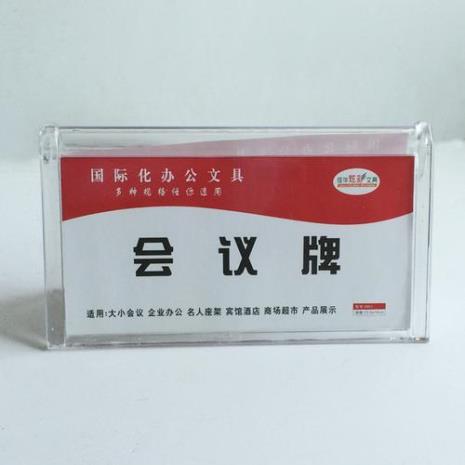 国际化办公文具
多种规格任你选用
会议牌
适用:大小会议 企业办公 名人座架 宾馆酒店 商场超市 产品展示